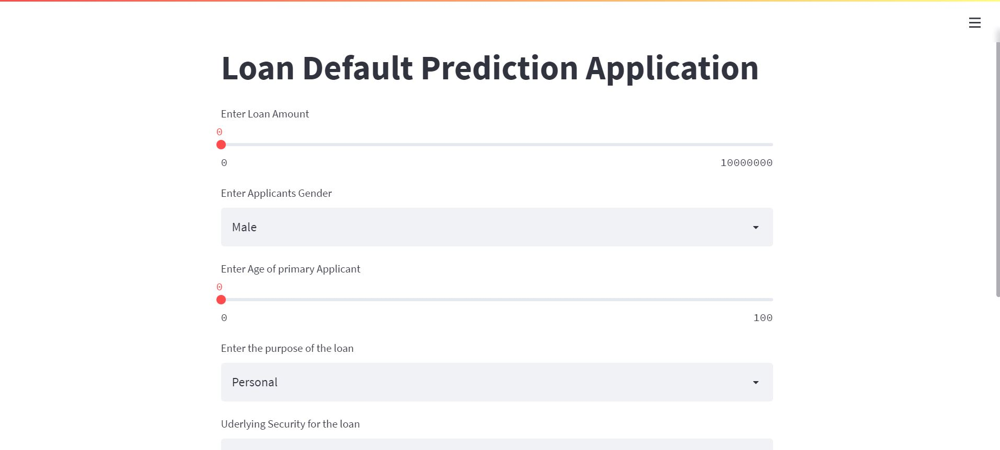 Loan Default Prediction Application
Enter Loan Amount
0
0 10000000
Enter Applicants Gender
Male
Enter Age of primary Applicant
0
0 100
Enter the purpose of the loan
Personal
Uderlying Security for the loan